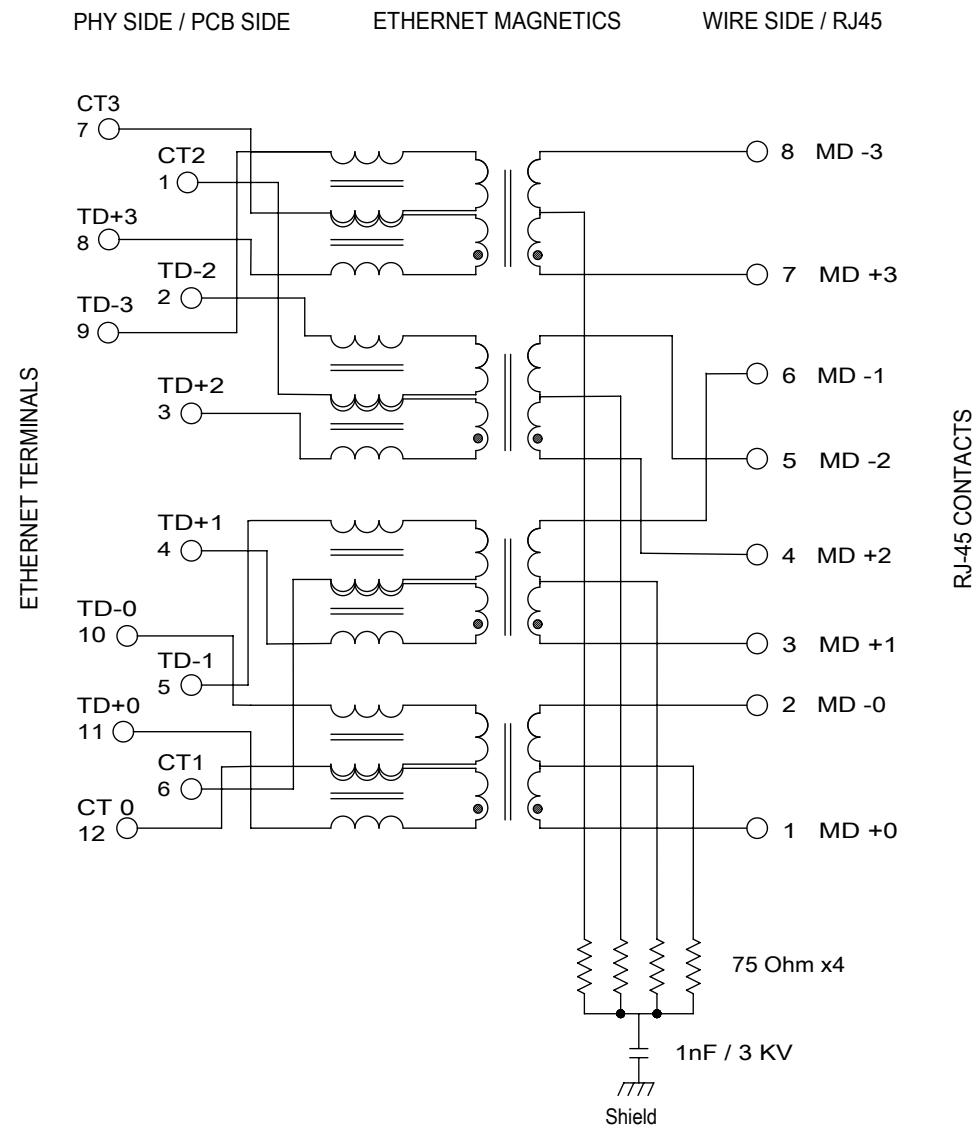 PHY SIDE / PCB SIDE
ETHERNET MAGNETICS
WIRE SIDE / RJ45
ETHERNET TERMINALS
CT3
7
CT2
1
TD+3
8
TD-2
2
TD-3
9
TD+2
3
TD+1
4
TD-0
10
TD-1
5
TD+0
11
CT1
6
CT 0
12
8 MD -3
7 MD +3
6 MD -1
5 MD -2
4 MD +2
3 MD +1
2 MD -0
1 MD +0
RJ-45 CONTACTS
75 Ohm x4
1nF / 3 KV
Shield